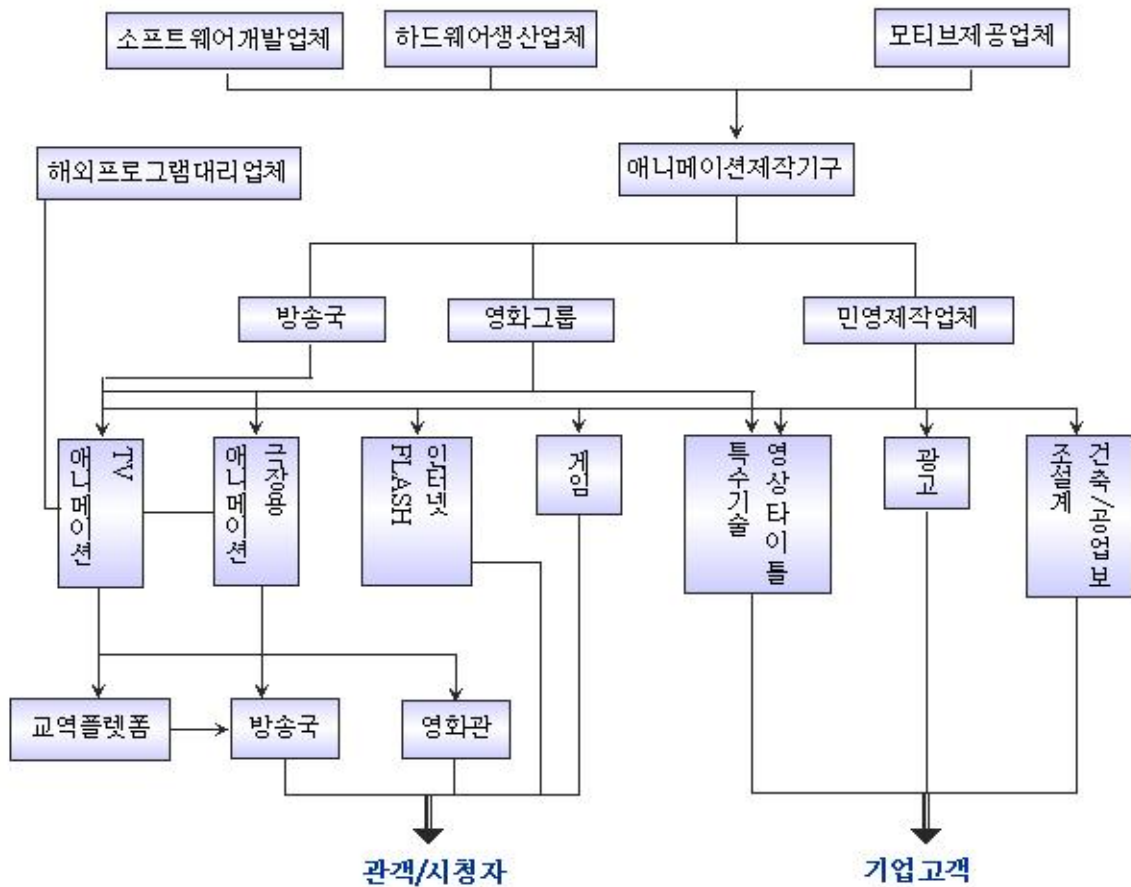 소프트웨어개발업체
하드웨어생산업체
모티브제공업체
해외프로그램대리업체
애니메이션제작기구
방송국
영화그룹
민영제작업체
TV
애니메이션
극장용
애니메이션
인터넷
FLASH
게임
영상타이틀
특수기술
광고
건축/공업보
조설계
교역플렛폼
방송국
영화관
관객/시청자
기업고객